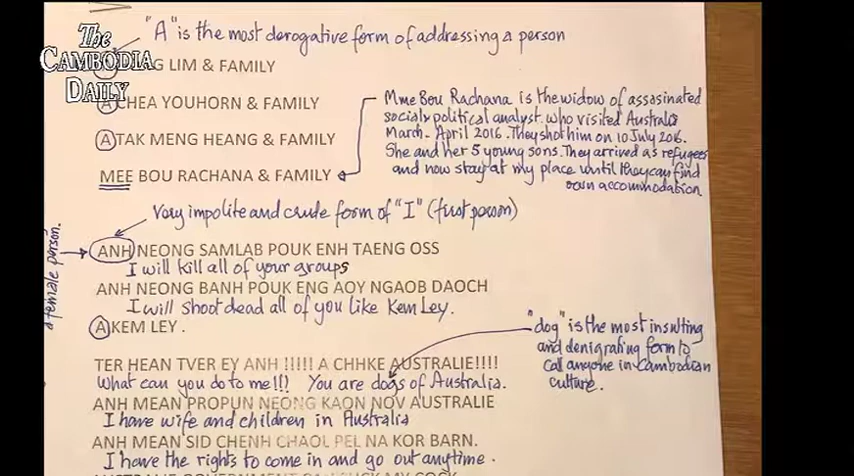 The
CAMBODIA
DAILY
"A" is the most derogative form of addressing a person
LIM & FAMILY
A CHEA YOUHORN & FAMILY
A TAK MENG HEANG & FAMILY
MEE BOU RACHANA & FAMILY
Mme Bou Rachana is the widow of assasinated
socialy political analyst who visited Australia
March - April 2016. They shot him on 10 July 2016.
She and her 5 young sons. They arrived as refugees
and now stay at my place until they can find
own accommodation
Very impolite and crude form of "I" (first person)
a female person.
ANH NEONG SAMLAB POUK ENH TAENG OSS
I will kill all of your groups
ANH NEONG BANH POUK ENG AOY NGAOB DAOCH
I will shoot dead all of you like Kem Ley.
A KEM LEY .
"dog" is the most insulting
and denigrating form to
call anyone in Cambodian
culture.
TER HEAN TVER EY ANH !!!!! A CHHKE AUSTRALIE!!!!
What can you do to me!!! You are dogs of Australia.
ANH MEAN PROPUN NEONG KAON NOV AUSTRALIE
I have wife and children in Australia
ANH MEAN SID CHENH CHAOL PEL NA KOR BARN.
I have the rights to come in and go out anytime.